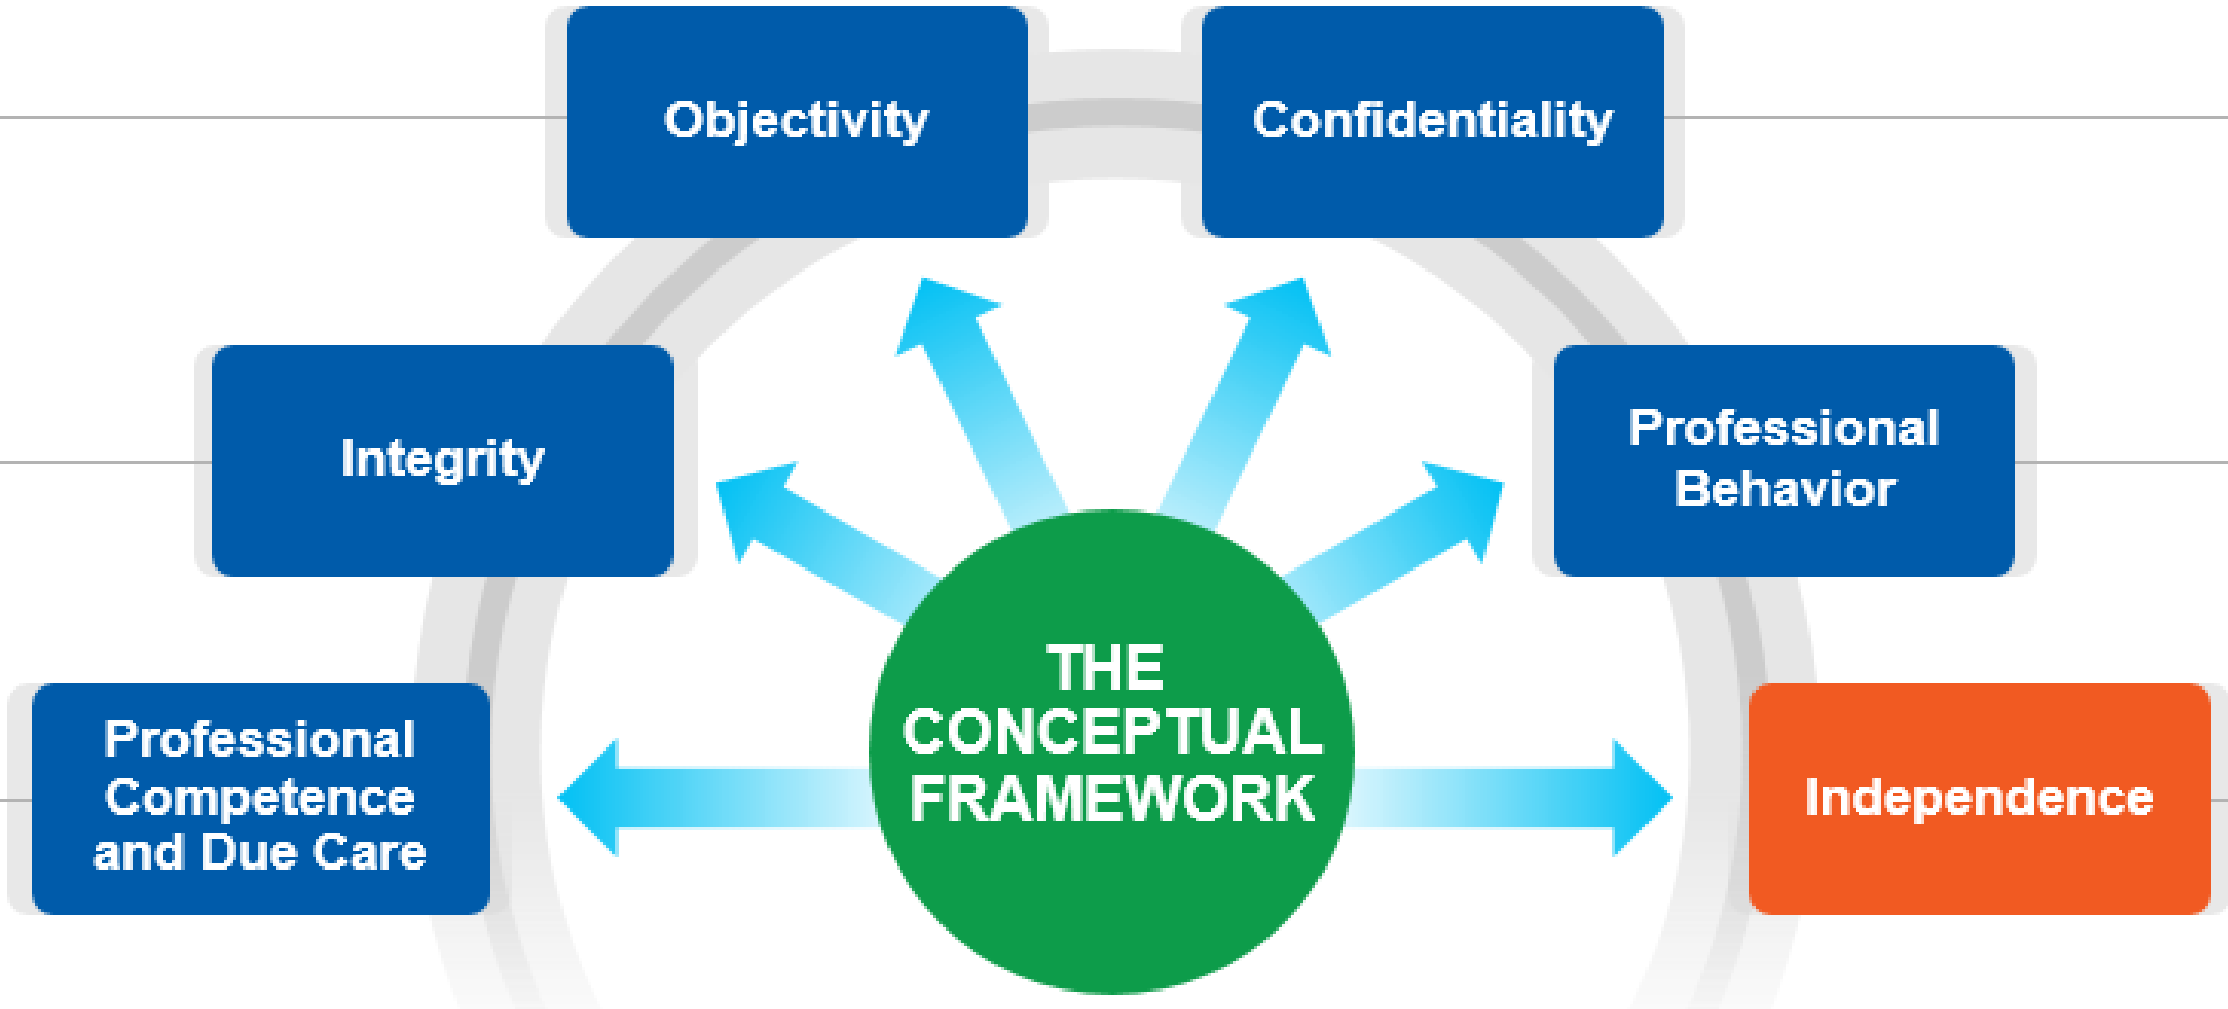 Objectivity
Confidentiality
Integrity
Professional
Behavior
THE
CONCEPTUAL
FRAMEWORK
Professional
Competence
and Due Care
Independence